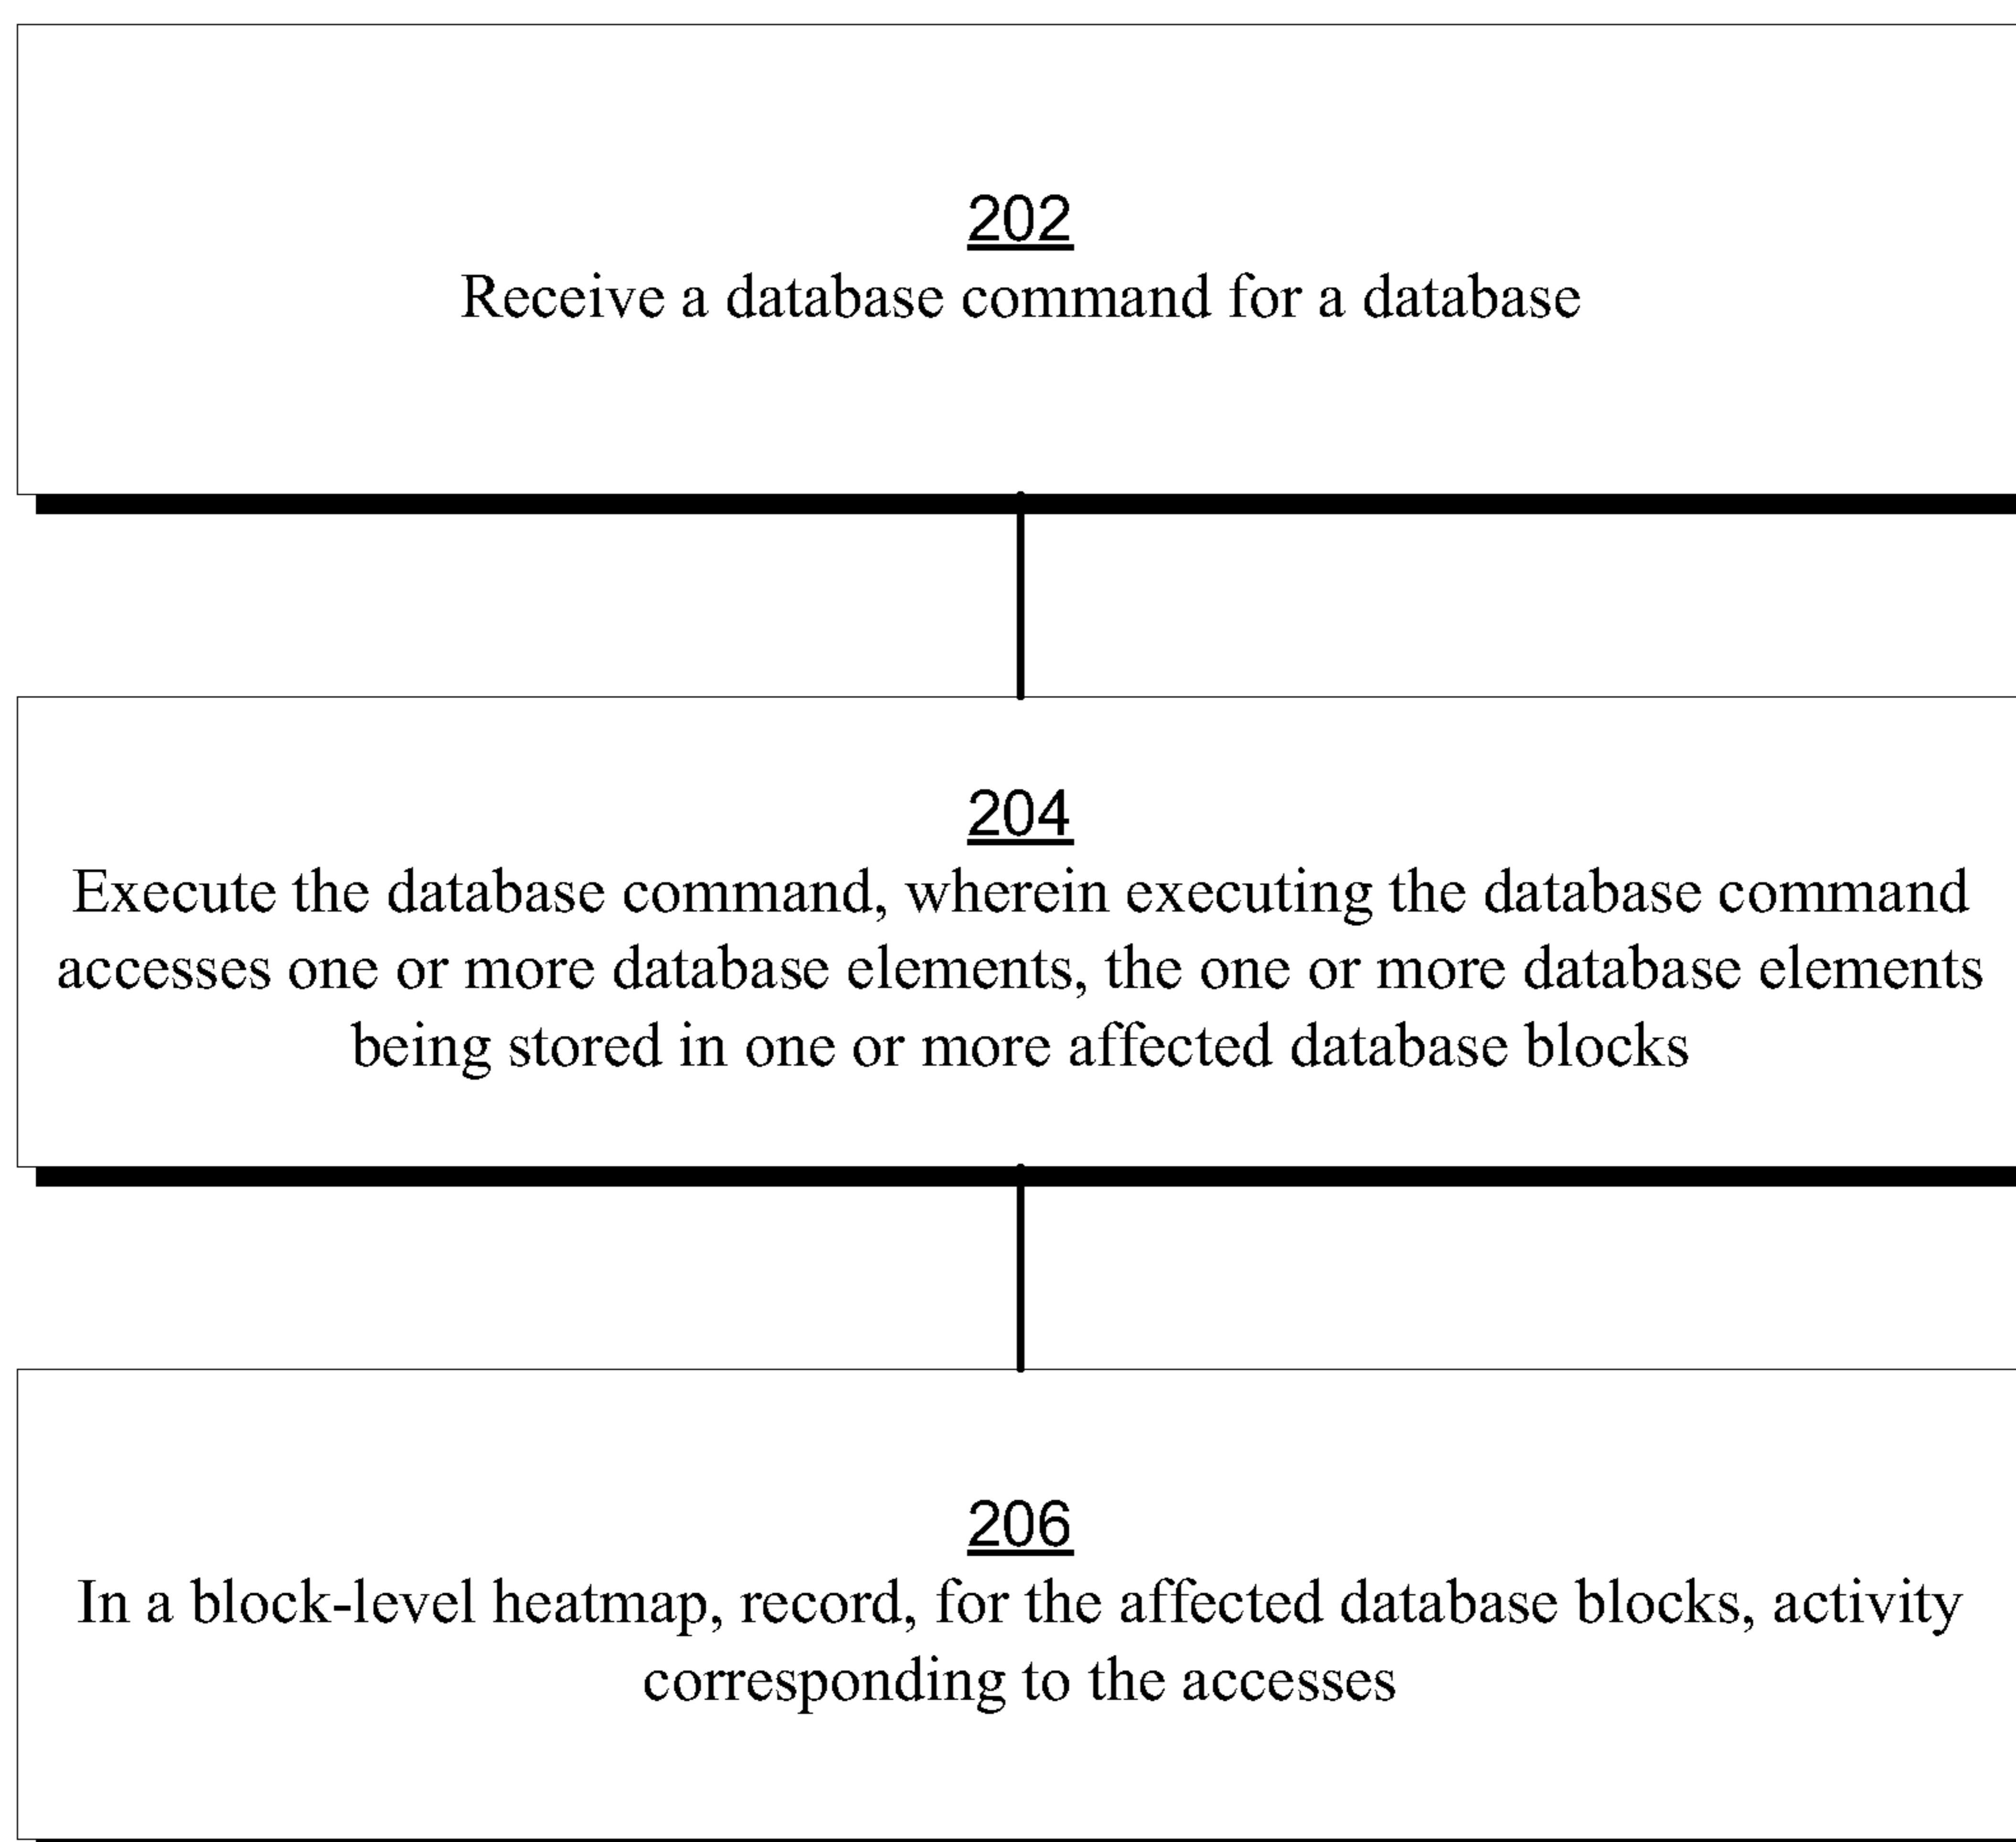 202
Receive a database command for a database
204
Execute the database command, wherein executing the database command
accesses one or more database elements, the one or more database elements
being stored in one or more affected database blocks
206
In a block-level heatmap, record, for the affected database blocks, activity
corresponding to the accesses